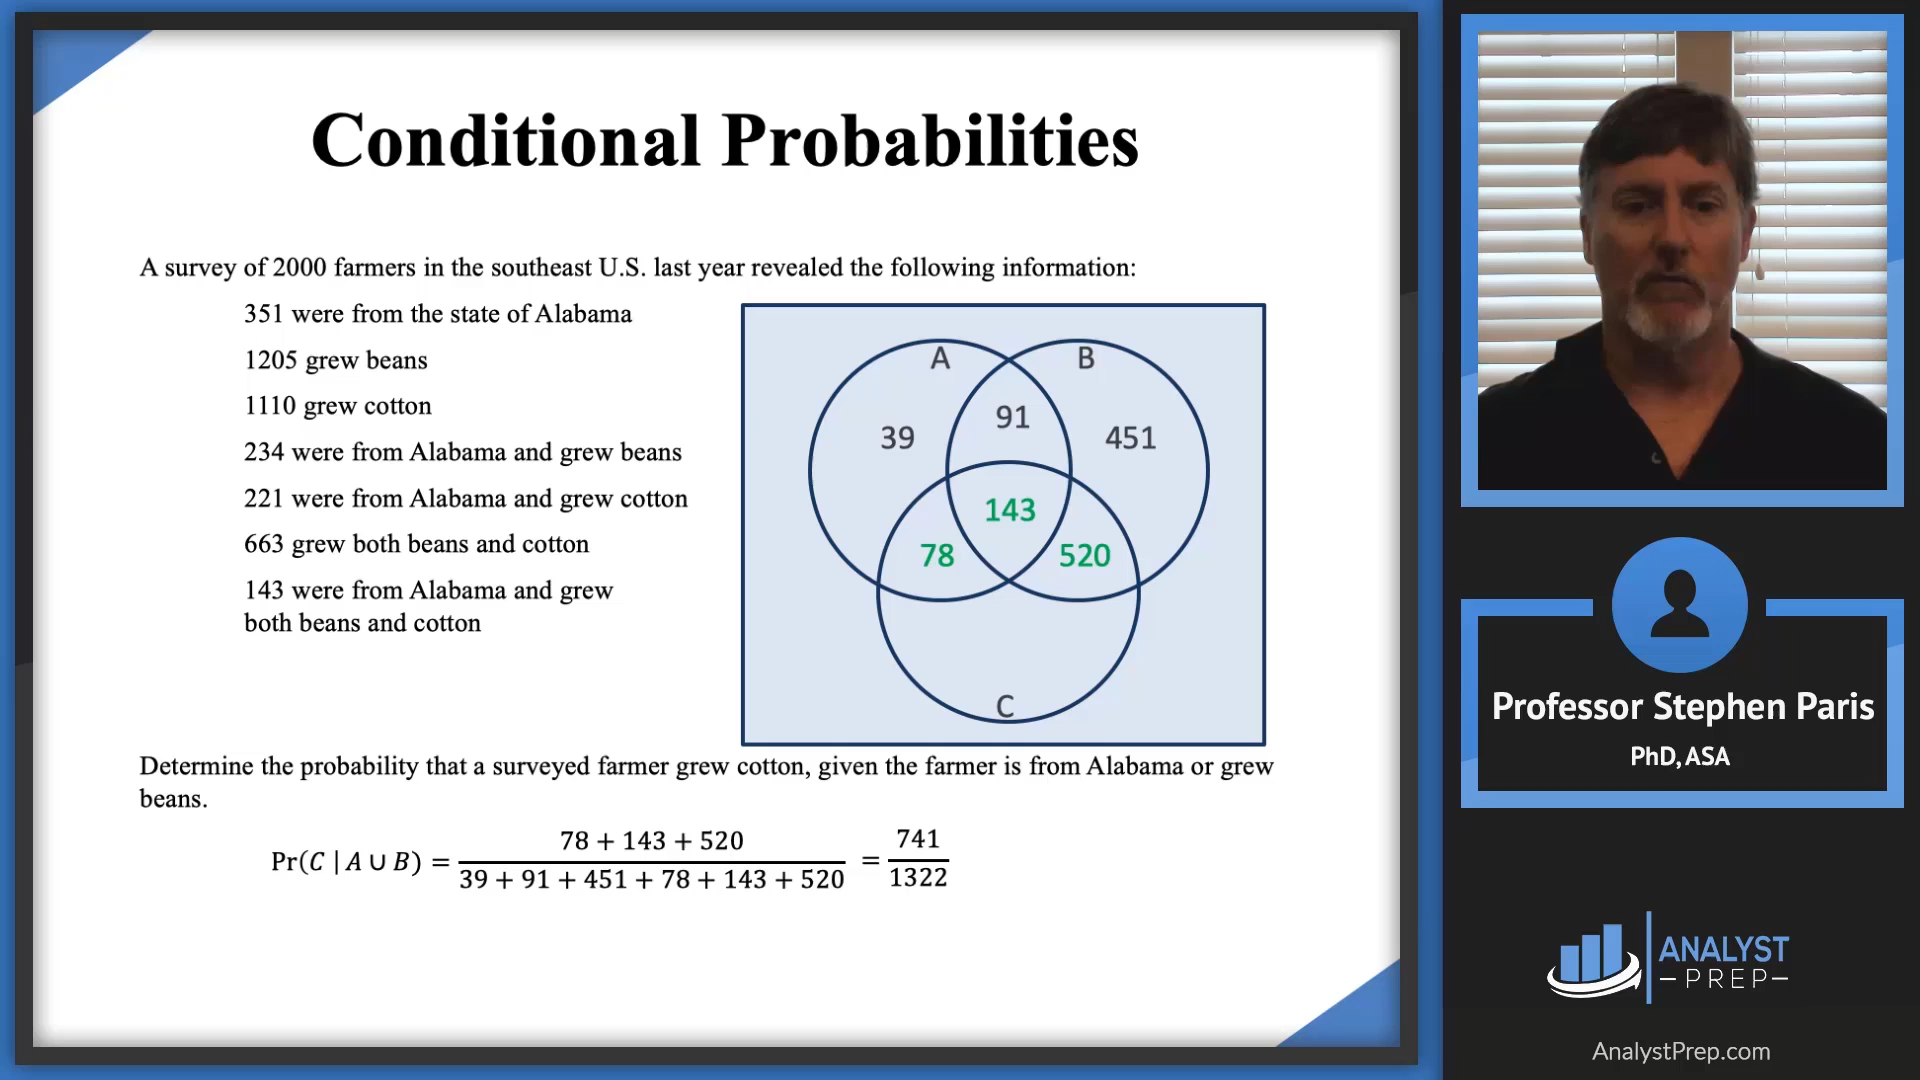 Conditional Probabilities
A survey of 2000 farmers in the southeast U.S. last year revealed the following information:
351 were from the state of Alabama
1205 grew beans
1110 grew cotton
234 were from Alabama and grew beans
221 were from Alabama and grew cotton
663 grew both beans and cotton
143 were from Alabama and grew
both beans and cotton
A B
91
39 451
143
78 520
C
Determine the probability that a surveyed farmer grew cotton, given the farmer is from Alabama or grew
beans.
78 + 143 + 520 741
Pr(C | A ∪ B) = =
39 + 91 + 451 + 78 + 143 + 520 1322
Professor Stephen Paris
PhD, ASA
ANALYST
PREP
AnalystPrep.com